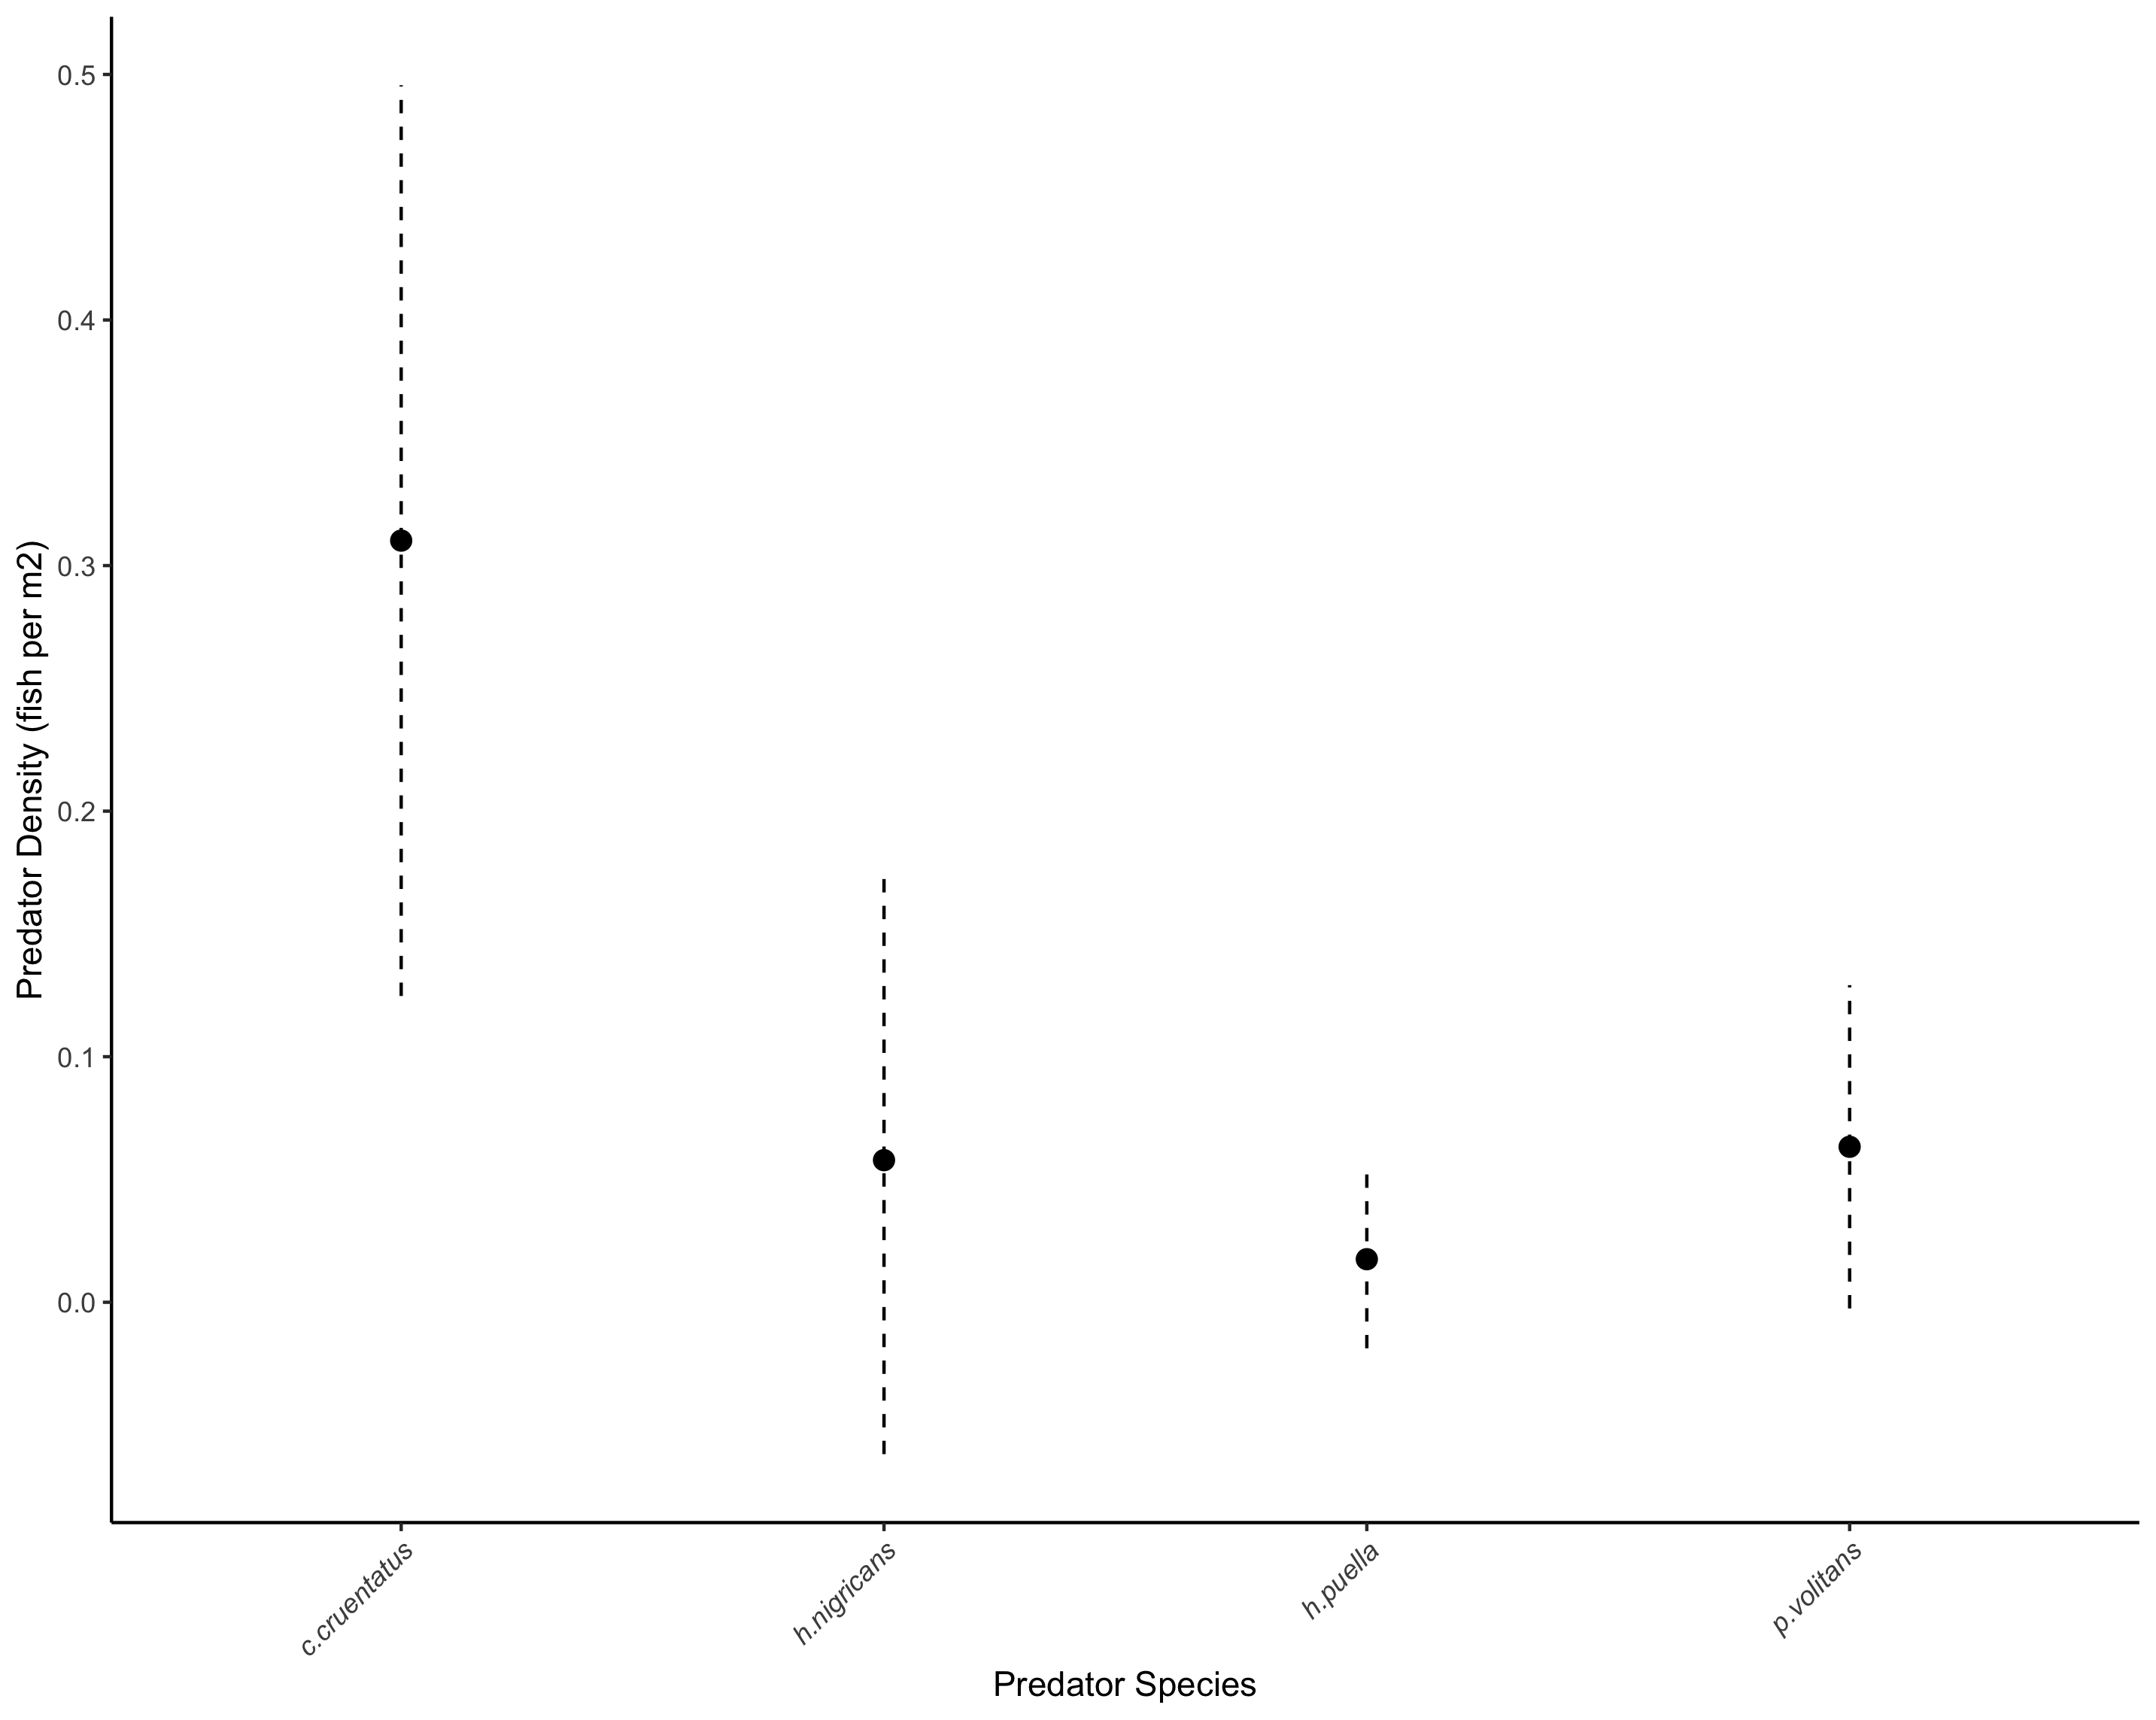 Predator Density (fish per m2)
0.5
0.4
0.3
0.2
0.1
0.0
c.cruentatus
h.nigricans
h.puella
p.volitans
Predator Species